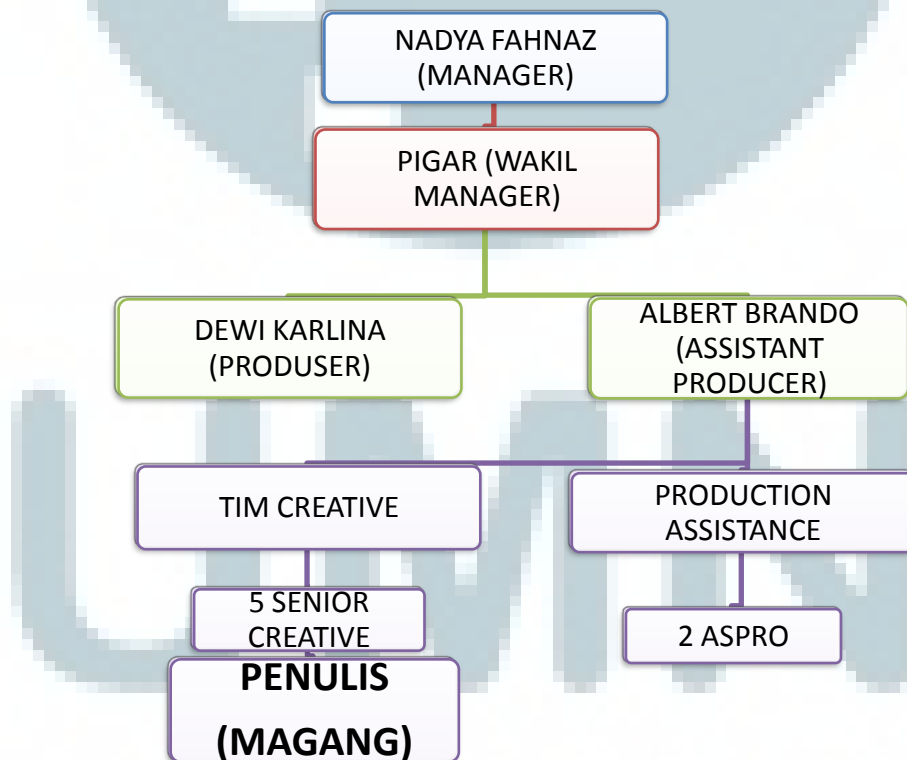 NADYA FAHNAZ
(MANAGER)
PIGAR (WAKIL
MANAGER)
DEWI KARLINA
(PRODUSER)
ALBERT BRANDO
(ASSISTANT
PRODUCER)
TIM CREATIVE
PRODUCTION
ASSISTANCE
5 SENIOR
CREATIVE
2 ASPRO
PENULIS
(MAGANG)
UMN